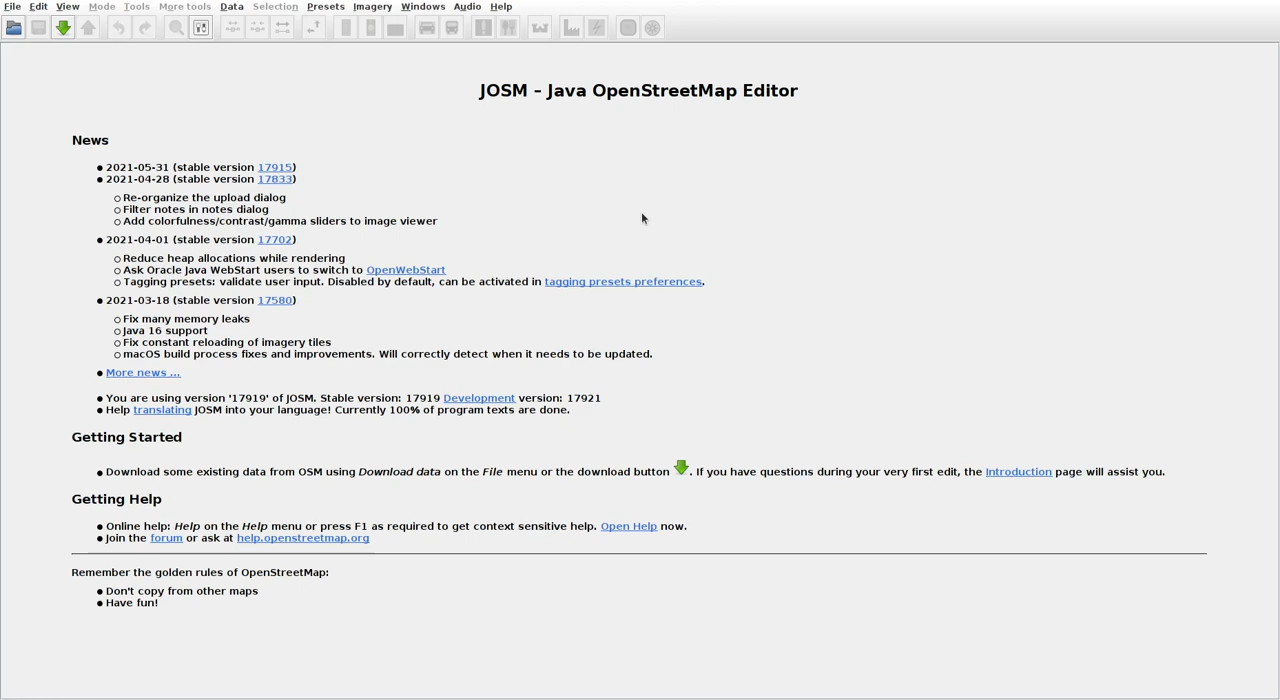 File Edit View Mode Tools More tools Data Selection Presets Imagery Windows Audio Help
JOSM – Java OpenStreetMap Editor
News
2021-05-31 (stable version 17915)
2021-04-28 (stable version 17833)
Re-organize the upload dialog
Filter notes in notes dialog
Add colorfulness/contrast/gamma sliders to image viewer
2021-04-01 (stable version 17702)
Reduce heap allocations while rendering
Ask Oracle Java WebStart users to switch to OpenWebStart
Tagging presets: validate user input. Disabled by default, can be activated in tagging presets preferences.
2021-03-18 (stable version 17580)
Fix many memory leaks
Java 16 support
Fix constant reloading of imagery tiles
macOS build process fixes and improvements. Will correctly detect when it needs to be updated.
More news ...
You are using version '17919' of JOSM. Stable version: 17919 Development version: 17921
Help translating JOSM into your language! Currently 100% of program texts are done.
Getting Started
Download some existing data from OSM using Download data on the File menu or the download button . If you have questions during your very first edit, the Introduction page will assist you.
Getting Help
Online help: Help on the Help menu or press F1 as required to get context sensitive help. Open Help now.
Join the forum or ask at help.openstreetmap.org
Remember the golden rules of OpenStreetMap:
Don't copy from other maps
Have fun!